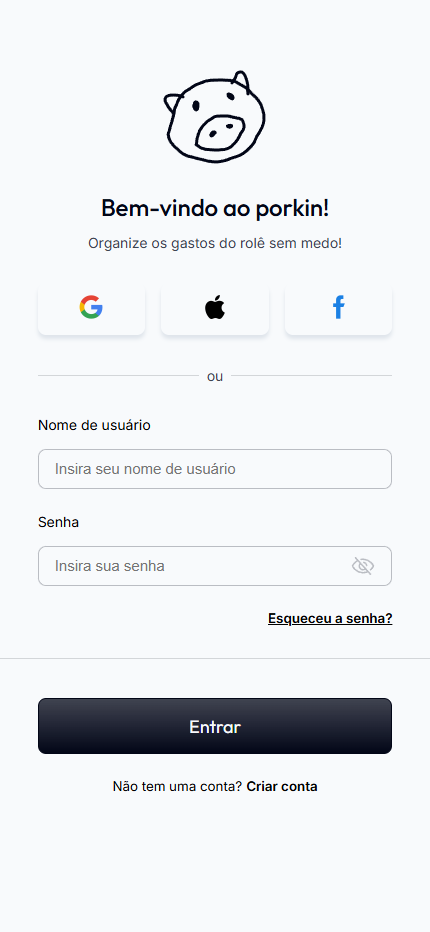 Bem-vindo ao porkin!
Organize os gastos do rolê sem medo!
ou
Nome de usuário
Insira seu nome de usuário
Senha
Insira sua senha
Esqueceu a senha?
Entrar
Não tem uma conta? Criar conta